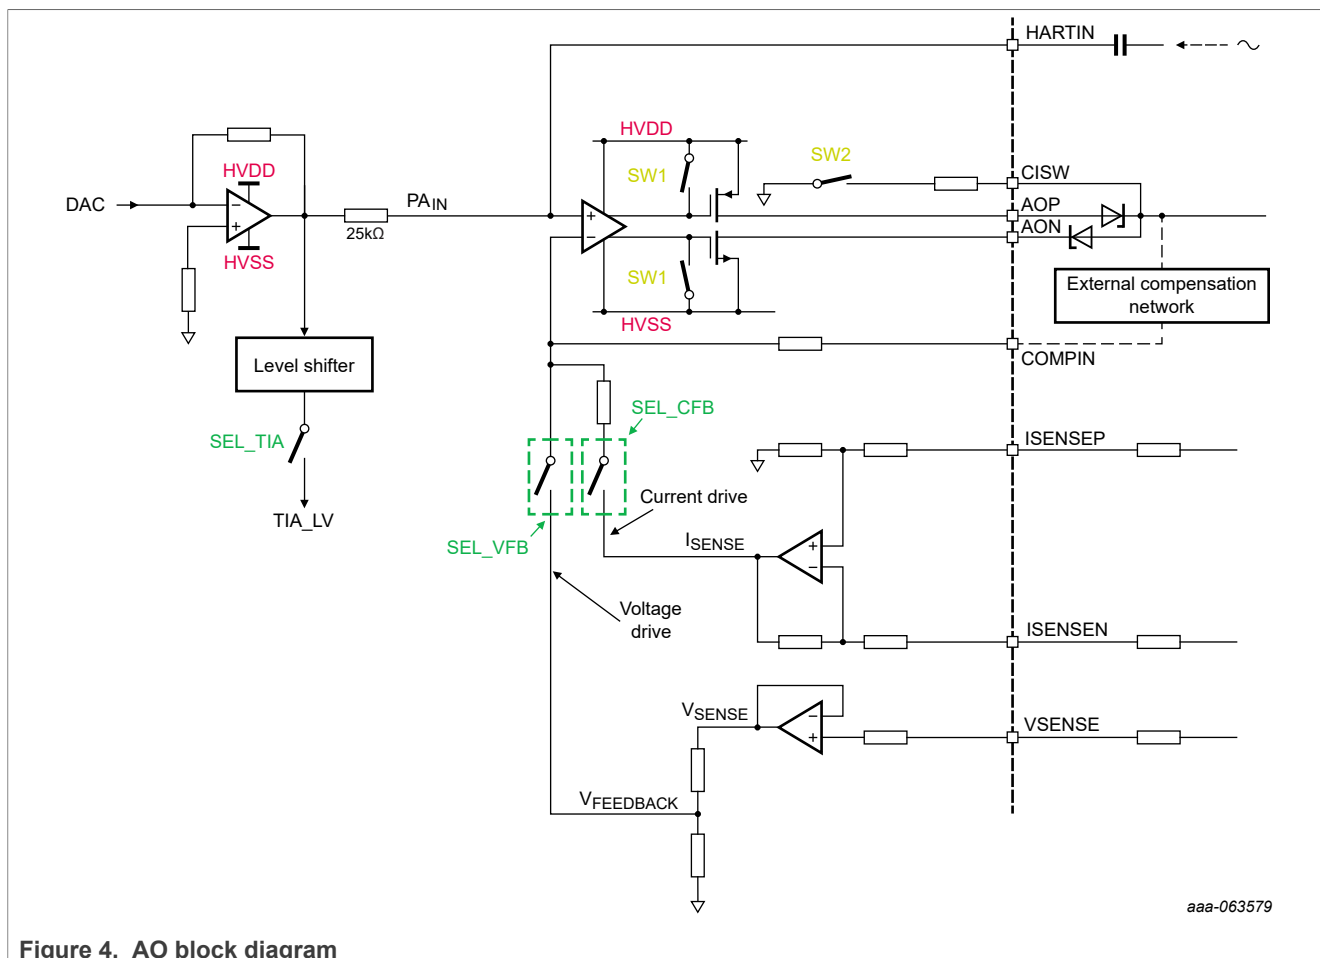 HARTIN
HVDD
SW2
CISW
HVDD
SW1
DAC
PAIN
AOP
25kΩ
AON
HVSS
SW1
External compensation
network
HVSS
COMPIN
Level shifter
SEL_CFB
SEL_TIA
ISENSEP
Current drive
TIA_LV
SEL_VFB
ISENSE
Voltage
drive
ISENSEN
VSENSE
VSENSE
VFEEDBACK
aaa-063579
Figure 4. AO block diagram